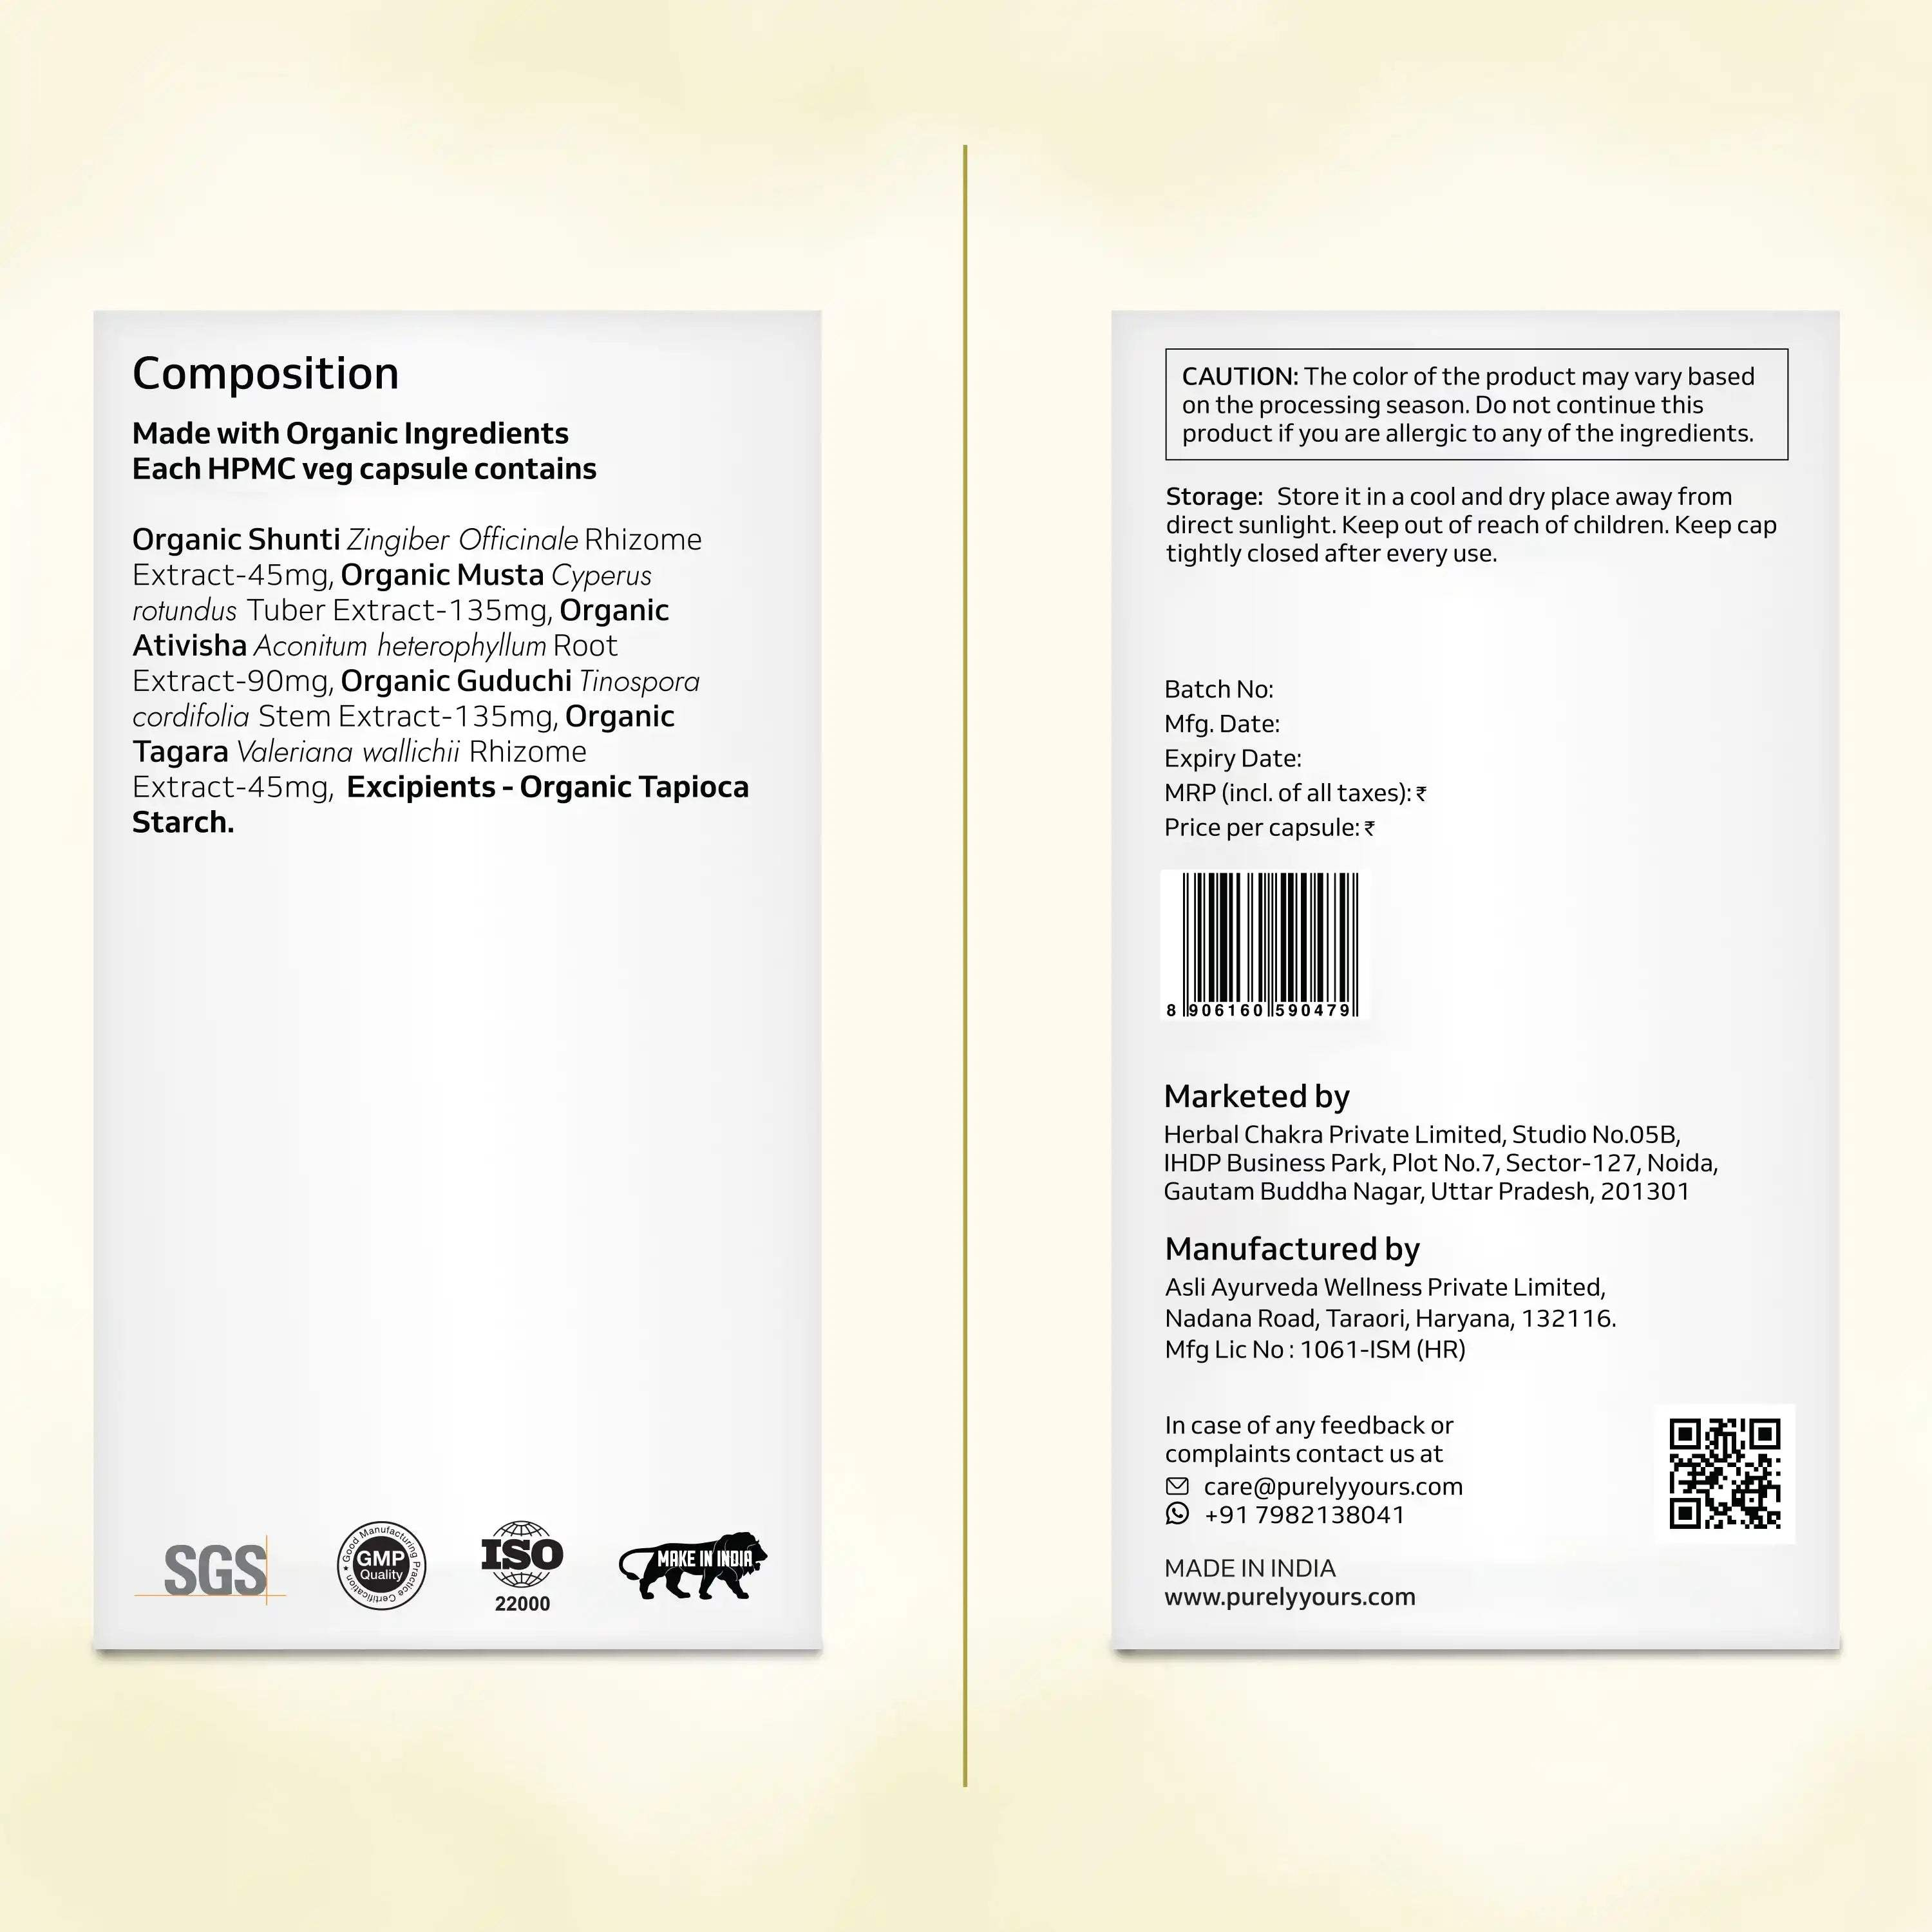 Composition
Made with Organic Ingredients
Each HPMC veg capsule contains
Organic Shunti Zingiber Officinale Rhizome
Extract-45mg, Organic Musta Cyperus
rotundus Tuber Extract-135mg, Organic
Ativisha Aconitum heterophyllum Root
Extract-90mg, Organic Guduchi Tinospora
cordifolia Stem Extract-135mg, Organic
Tagara Valeriana wallichii Rhizome
Extract-45mg, Excipients - Organic Tapioca
Starch.
SGS
Good Manufacturing Practice Certification
GMP
Quality
ISO
22000
MAKE IN INDIA
CAUTION: The color of the product may vary based
on the processing season. Do not continue this
product if you are allergic to any of the ingredients.
Storage: Store it in a cool and dry place away from
direct sunlight. Keep out of reach of children. Keep cap
tightly closed after every use.
Batch No:
Mfg. Date:
Expiry Date:
MRP (incl. of all taxes): ₹
Price per capsule: ₹
8 906160 590479
Marketed by
Herbal Chakra Private Limited, Studio No.05B,
IHDP Business Park, Plot No.7, Sector-127, Noida,
Gautam Buddha Nagar, Uttar Pradesh, 201301
Manufactured by
Asli Ayurveda Wellness Private Limited,
Nadana Road, Taraori, Haryana, 132116.
Mfg Lic No : 1061-ISM (HR)
In case of any feedback or
complaints contact us at
care@purelyyours.com
+91 7982138041
MADE IN INDIA
www.purelyyours.com